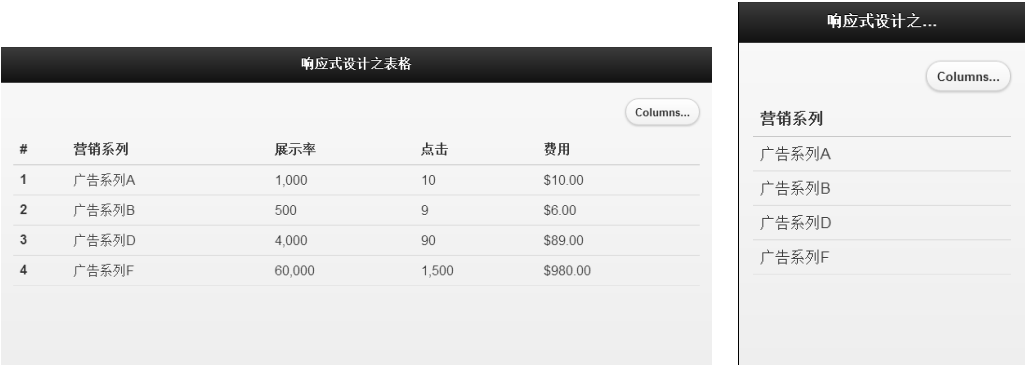 响应式设计之表格
Columns...
# 营销系列 展示率 点击 费用
1 广告系列A 1,000 10 $10.00
2 广告系列B 500 9 $6.00
3 广告系列D 4,000 90 $89.00
4 广告系列F 60,000 1,500 $980.00
响应式设计之...
Columns...
营销系列
广告系列A
广告系列B
广告系列D
广告系列F